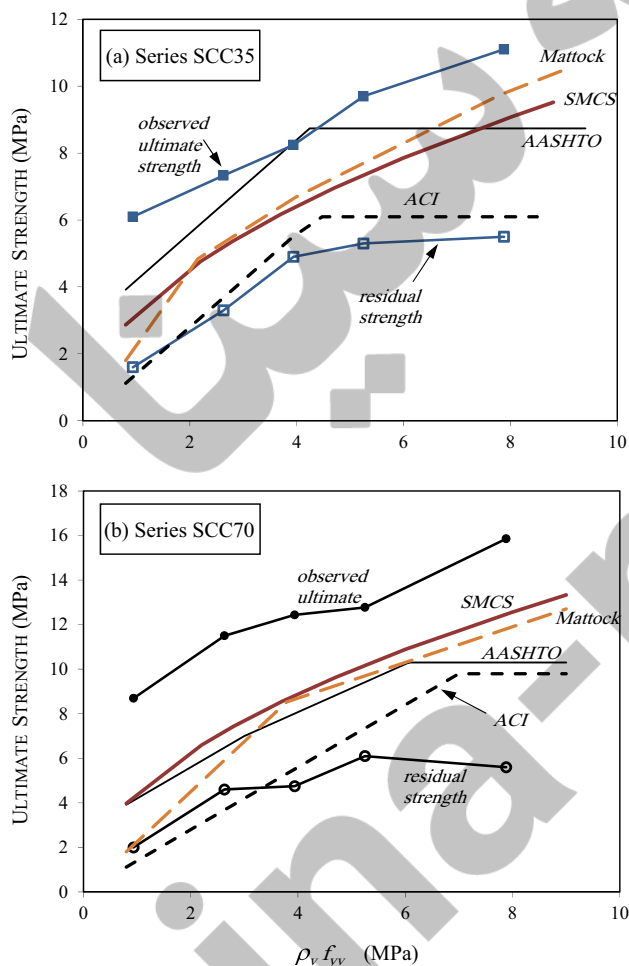 12
(a) Series SCC35
Mattock
10
SMCS
observed
ultimate
strength
AASHTO
8
ULTIMATE STRENGTH (MPa)
ACI
6
4
residual
strength
2
0
0 2 4 6 8 10
18
(b) Series SCC70
16
observed
ultimate
14
SMCS
Mattock
12
AASHTO
10
ULTIMATE STRENGTH (MPa)
ACI
8
6
residual
strength
4
2
0
0 2 4 6 8 10
ρv fyv (MPa)